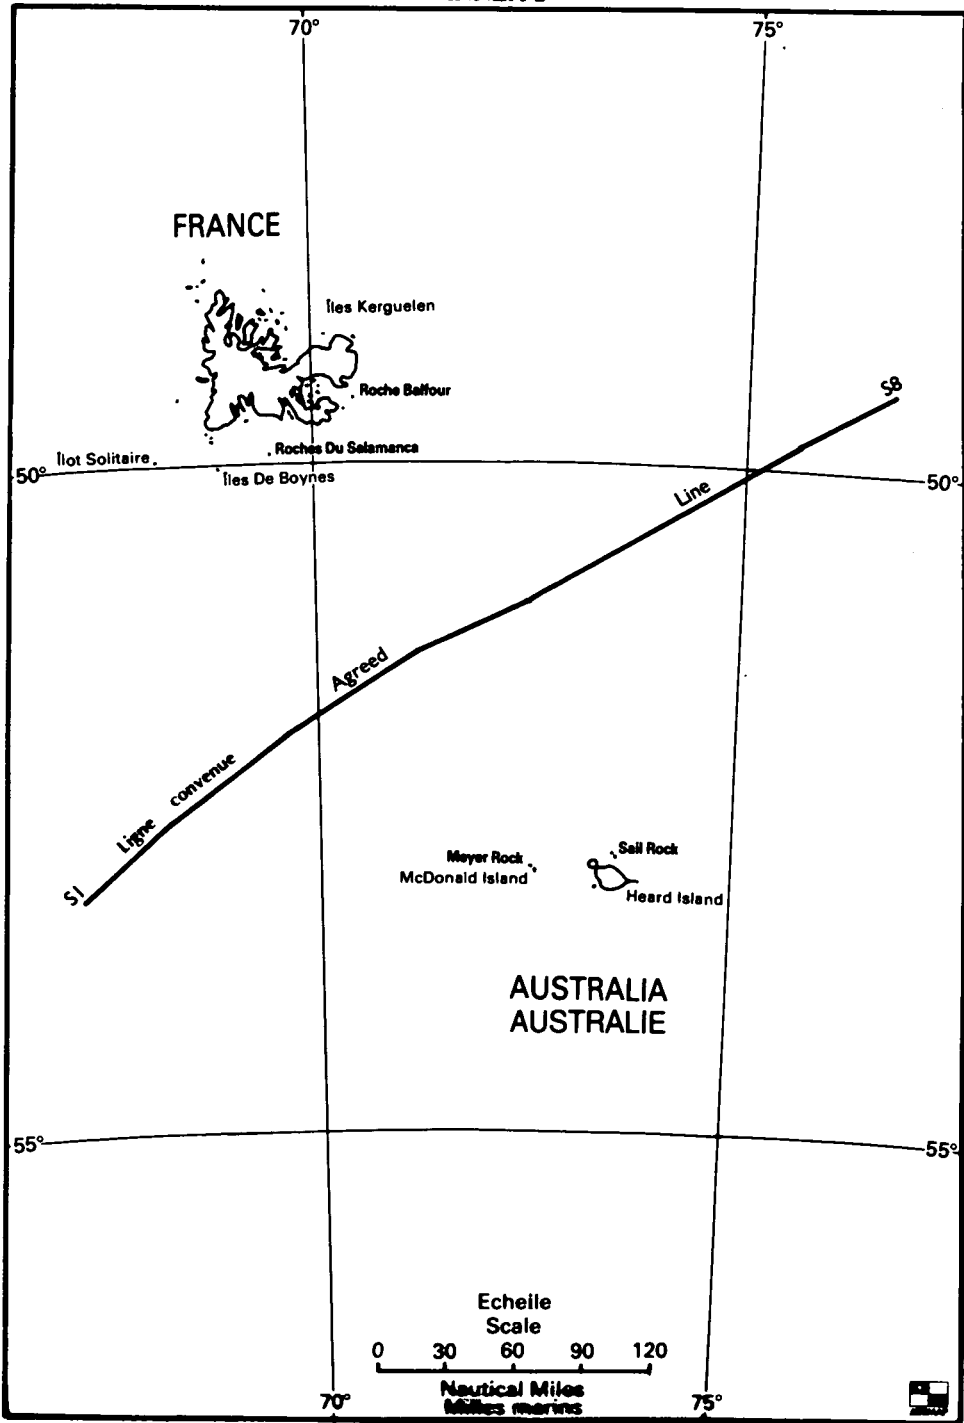 70°
75°
FRANCE
Îles Kerguelen
Roche Balfour
S8
Roches Du Salamanca
Îlot Solitaire
50°
Îles De Boynes
50°
Line
Agreed
Ligne convenue
S1
Meyer Rock
McDonald Island
Sail Rock
Heard Island
AUSTRALIA
AUSTRALIE
55°
55°
Echelle
Scale
0 30 60 90 120
Nautical Miles
Milles marins
70°
75°